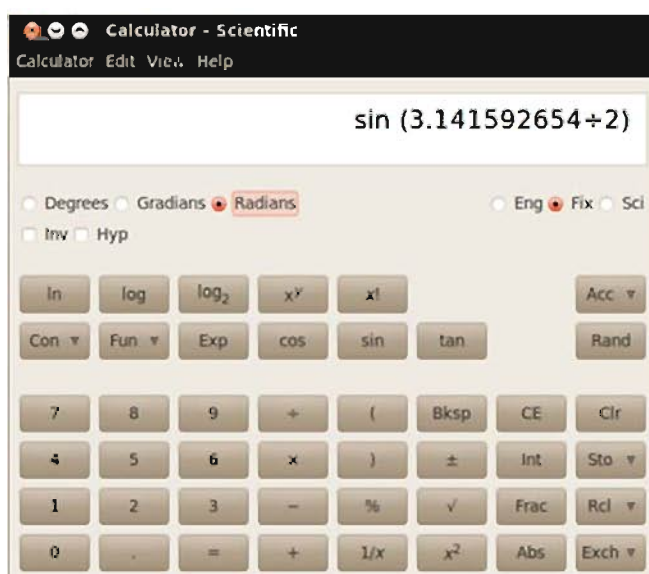 Calculator - Scientific
Calculator Edit View Help
sin (3.141592654÷2)
Degrees Gradians Radians Eng Fix Sci
Inv Hyp
ln log log₂ xʸ x! Acc
Con Fun Exp cos sin tan Rand
7 8 9 ÷ ( Bksp CE Clr
4 5 6 × ) ± Int Sto
1 2 3 − % √ Frac Rcl
0 . = + 1/x x² Abs Exch